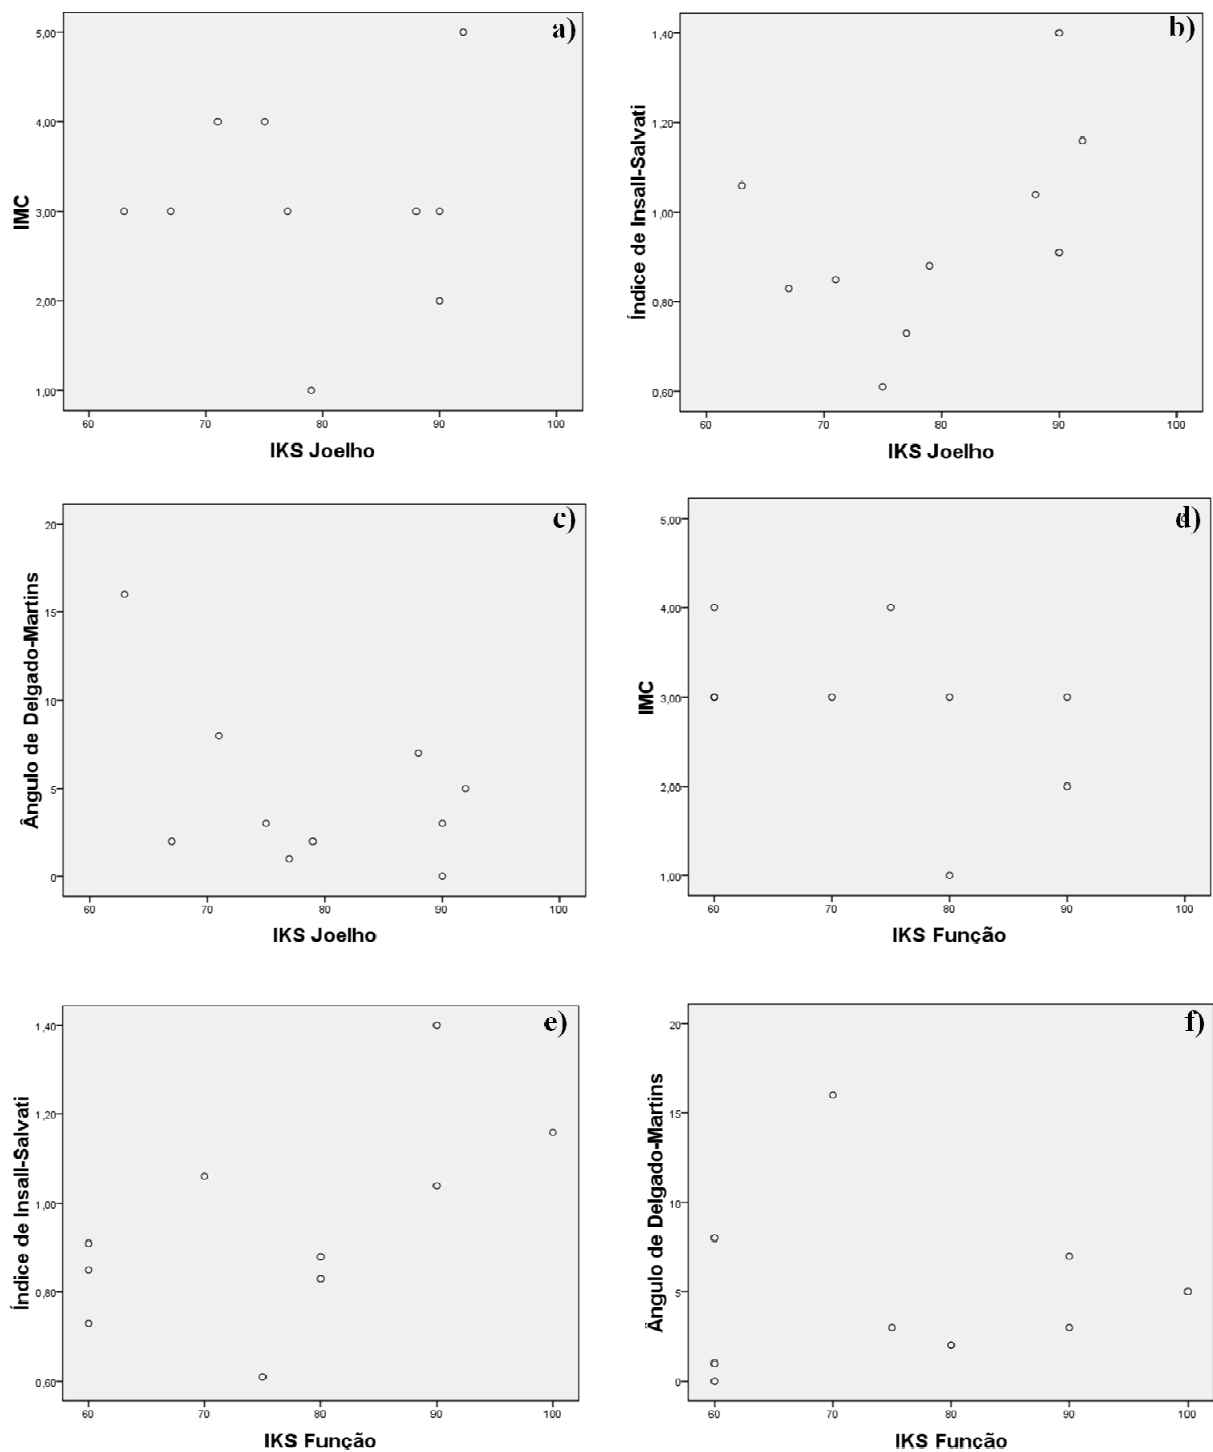 a)
5,00
4,00
3,00
2,00
1,00
IMC
60 70 80 90 100
IKS Joelho
b)
1,40
1,20
1,00
0,80
0,60
Índice de Insall-Salvati
60 70 80 90 100
IKS Joelho
c)
20
15
10
5
0
Ângulo de Delgado-Martins
60 70 80 90 100
IKS Joelho
d)
5,00
4,00
3,00
2,00
1,00
IMC
60 70 80 90 100
IKS Função
e)
1,40
1,20
1,00
0,80
0,60
Índice de Insall-Salvati
60 70 80 90 100
IKS Função
f)
20
15
10
5
0
Ângulo de Delgado-Martins
60 70 80 90 100
IKS Função